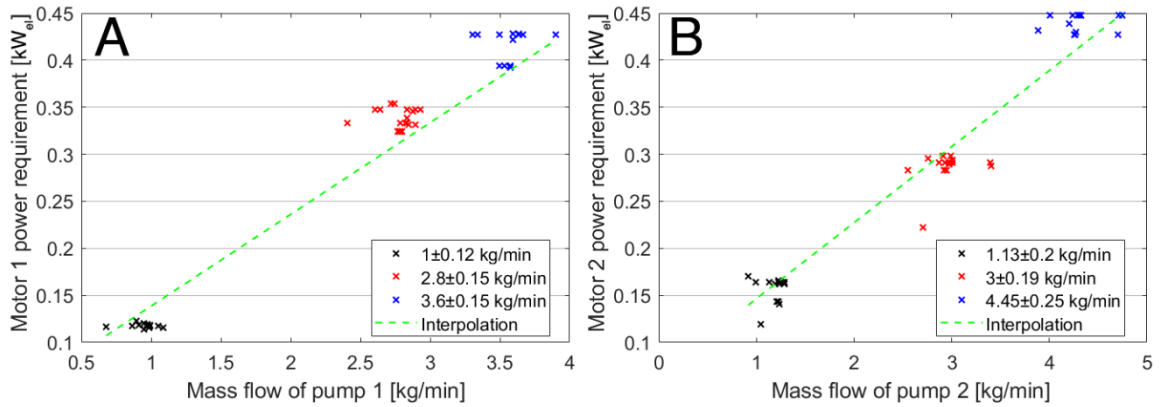 A
Motor 1 power requirement [kWel]
0.45
0.4
0.35
0.3
0.25
0.2
0.15
0.1
0.5
1
1.5
2
2.5
3
3.5
4
Mass flow of pump 1 [kg/min]
1±0.12 kg/min
2.8±0.15 kg/min
3.6±0.15 kg/min
Interpolation
B
Motor 2 power requirement [kWel]
0.45
0.4
0.35
0.3
0.25
0.2
0.15
0.1
0
1
2
3
4
5
Mass flow of pump 2 [kg/min]
1.13±0.2 kg/min
3±0.19 kg/min
4.45±0.25 kg/min
Interpolation